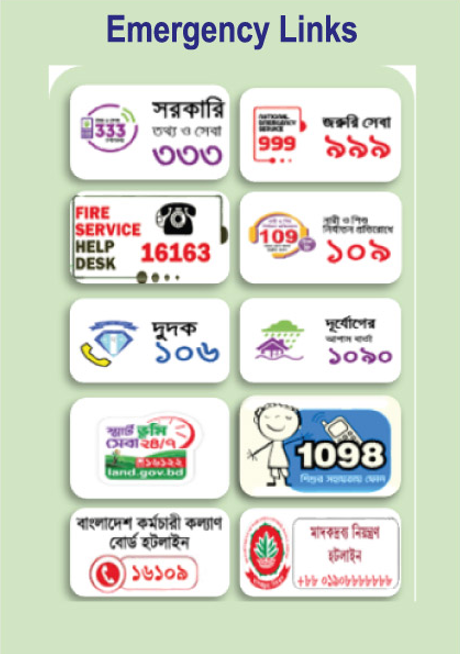 Emergency Links
333
সরকারি
তথ্য ও সেবা
৩৩৩
NATIONAL
EMERGENCY
SERVICE
999
জরুরি সেবা
৯৯৯
FIRE
SERVICE
HELP
DESK
16163
109
নারী ও শিশু
নির্যাতন প্রতিরোধে
১০৯
দুদক
১০৬
দুর্যোগের
আগাম বার্তা
১০৯০
স্মার্ট ভূমি
সেবা ২৪/৭
১৬১২২
land.gov.bd
1098
শিশুর সহায়তায় ফোন
বাংলাদেশ কর্মচারী কল্যাণ
বোর্ড হটলাইন
১৬১০৯
মাদকদ্রব্য নিয়ন্ত্রণ
হটলাইন
+৮৮ ০১৯০৮৮৮৮৮৮৮